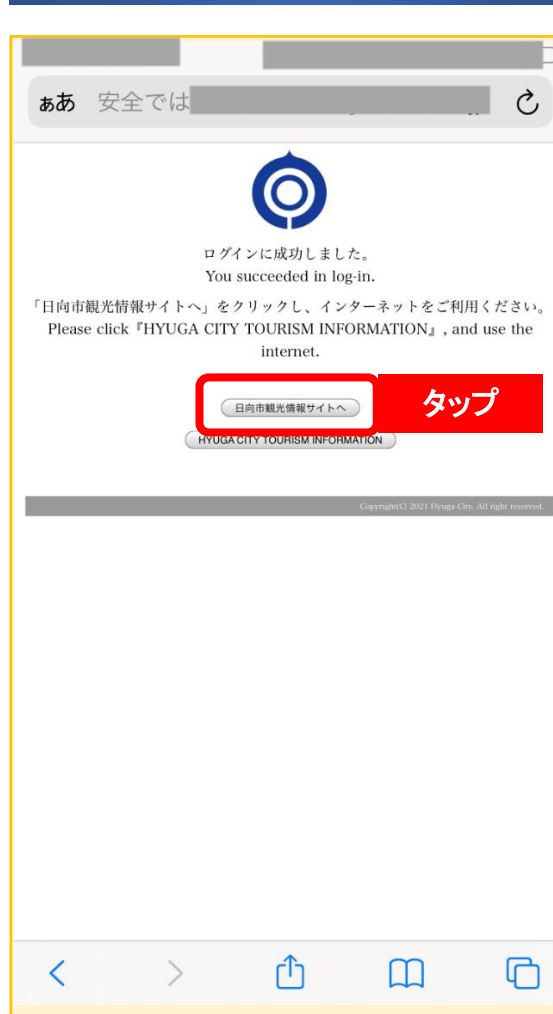 ぁあ 安全では
ログインに成功しました。
You succeeded in log-in.
「日向市観光情報サイトへ」をクリックし、インターネットをご利用ください。
Please click『HYUGA CITY TOURISM INFORMATION』, and use the
internet.
日向市観光情報サイトへ
タップ
HYUGA CITY TOURISM INFORMATION
Copyright(C) 2021 Hyuga City. All right reserved.